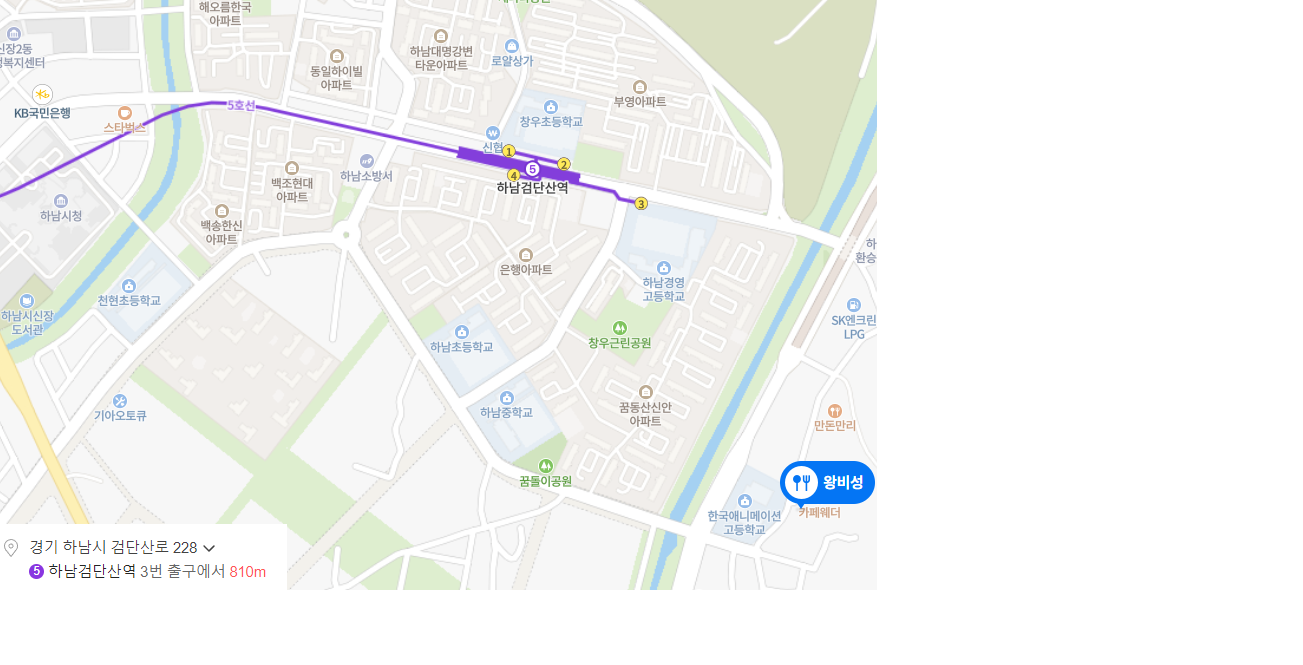 해오름한국
아파트
신장2동
행복지센터
하남대명강변
타운아파트
로얄상가
동일하이빌
아파트
부영아파트
KB국민은행
5호선
스타벅스
창우초등학교
신협
1
2
5
4
하남검단산역
3
하남소방서
백조현대
아파트
하남시청
백송한신
아파트
은행아파트
하남경영
고등학교
천현초등학교
하남시신장
도서관
환승
SK엔크린
LPG
창우근린공원
하남초등학교
기아오토큐
하남중학교
꿈동산신안
아파트
만돈만리
꿈돌이공원
왕비성
한국애니메이션
고등학교
카페웨더
경기 하남시 검단산로 228
5 하남검단산역 3번 출구에서 810m